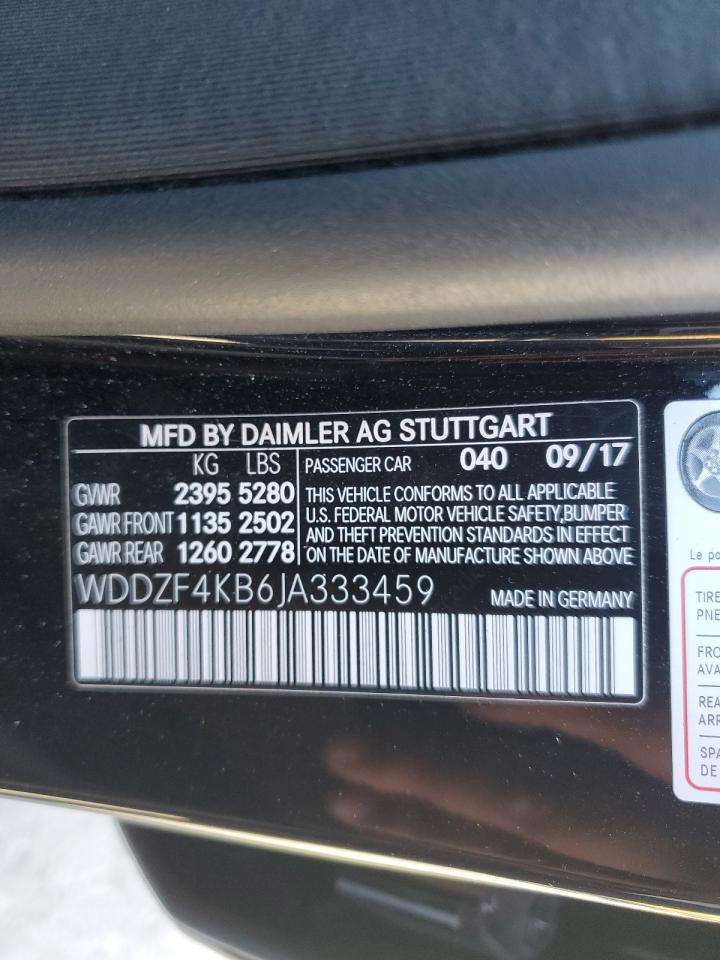 MFD BY DAIMLER AG STUTTGART
KG LBS PASSENGER CAR 040 09/17
GVWR 2395 5280 THIS VEHICLE CONFORMS TO ALL APPLICABLE
GAWR FRONT 1135 2502 U.S. FEDERAL MOTOR VEHICLE SAFETY,BUMPER
AND THEFT PREVENTION STANDARDS IN EFFECT
GAWR REAR 1260 2778 ON THE DATE OF MANUFACTURE SHOWN ABOVE
WDDZF4KB6JA333459 MADE IN GERMANY
Le
TIRE